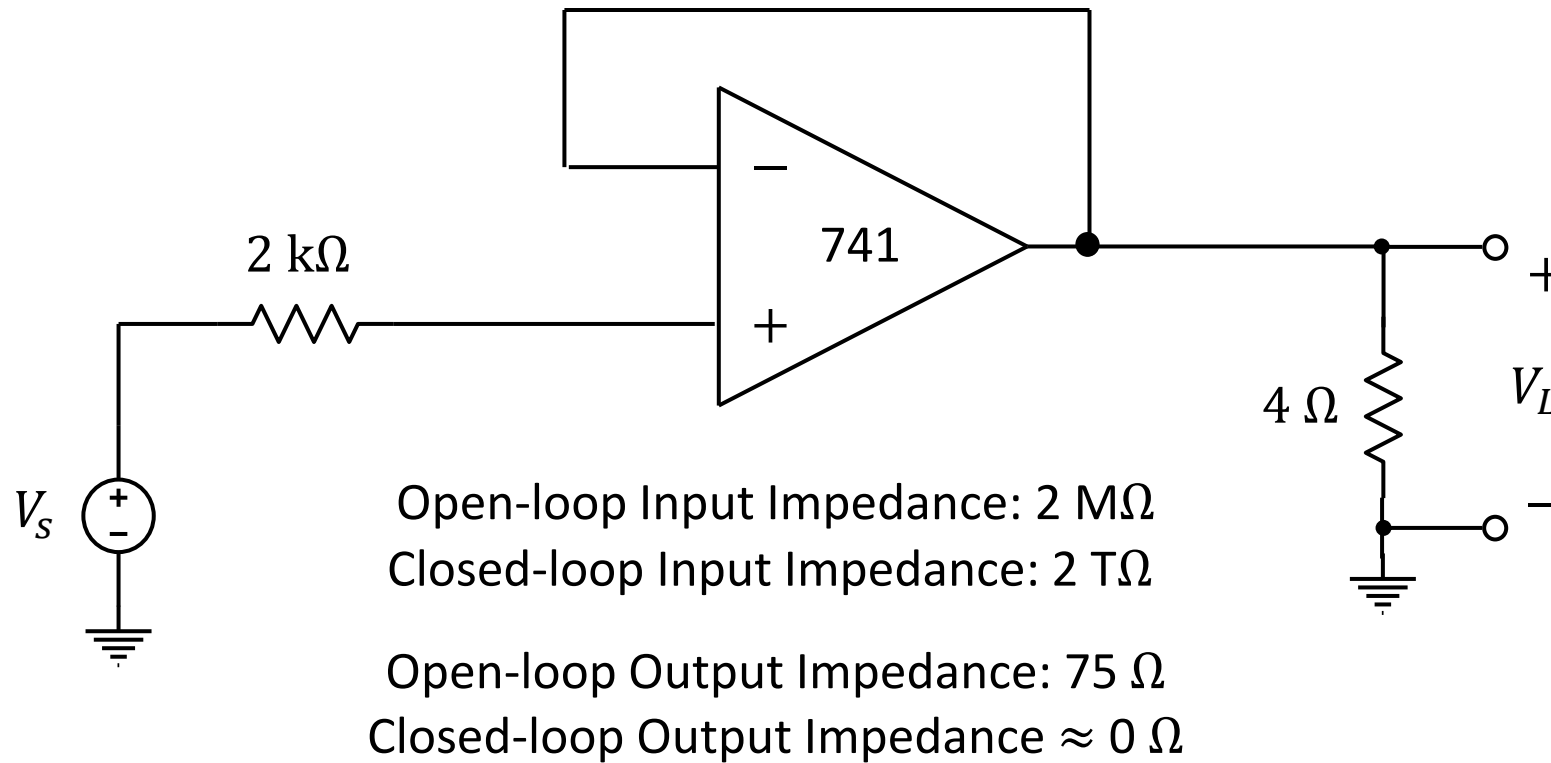 741
2 kΩ
+
−
+
4 Ω
V_L
−
V_s
+
−
Open-loop Input Impedance: 2 MΩ
Closed-loop Input Impedance: 2 TΩ
Open-loop Output Impedance: 75 Ω
Closed-loop Output Impedance ≈ 0 Ω